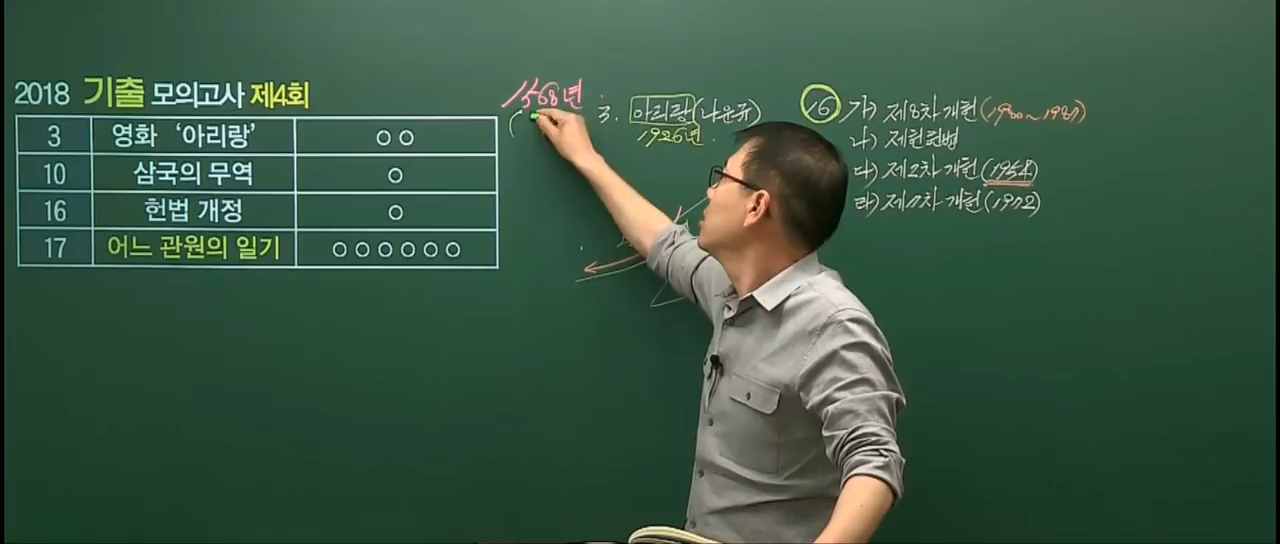 2018 기출 모의고사 제4회
3 영화 '아리랑' ○○
10 삼국의 무역 ○
16 헌법 개정 ○
17 어느 관원의 일기 ○○○○○○
1568년
3. 아리랑(나운규)
1926년
16 가) 제8차 개헌(1980~1987)
나) 제헌헌법
다) 제2차 개헌(1954)
라) 제7차 개헌(1972)